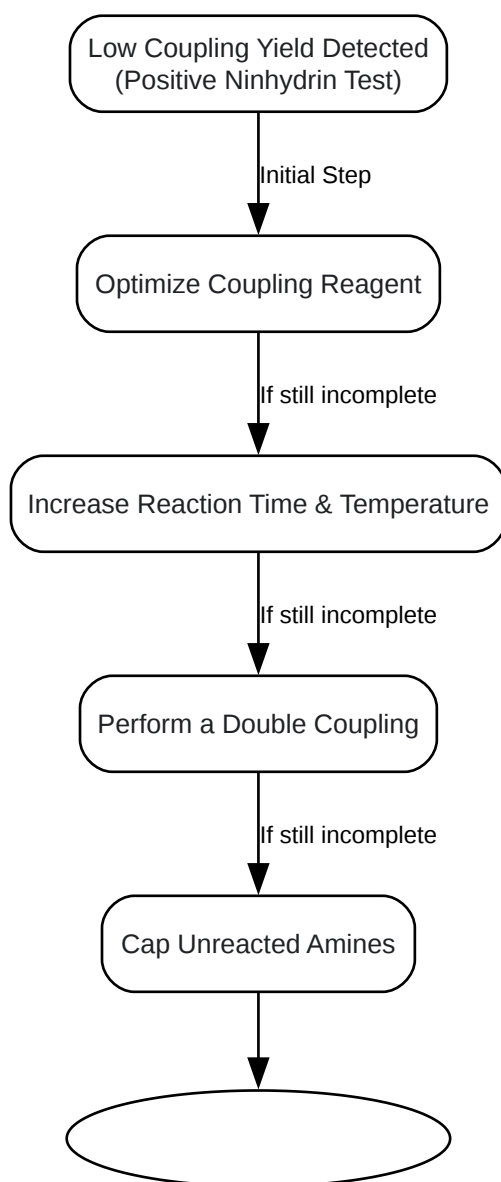 Low Coupling Yield Detected
(Positive Ninhydrin Test)
Initial Step
Optimize Coupling Reagent
If still incomplete
Increase Reaction Time & Temperature
If still incomplete
Perform a Double Coupling
If still incomplete
Cap Unreacted Amines